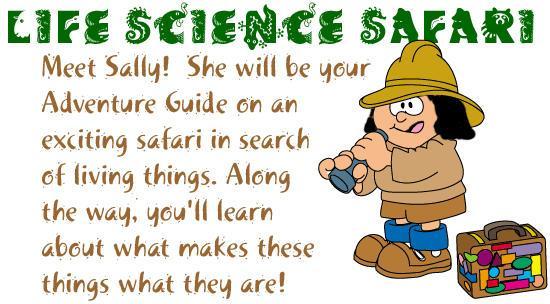 LIFE SCIENCE SAFARI
Meet Sally! She will be your
Adventure Guide on an
exciting safari in search
of living things. Along
the way, you'll learn
about what makes these
things what they are!